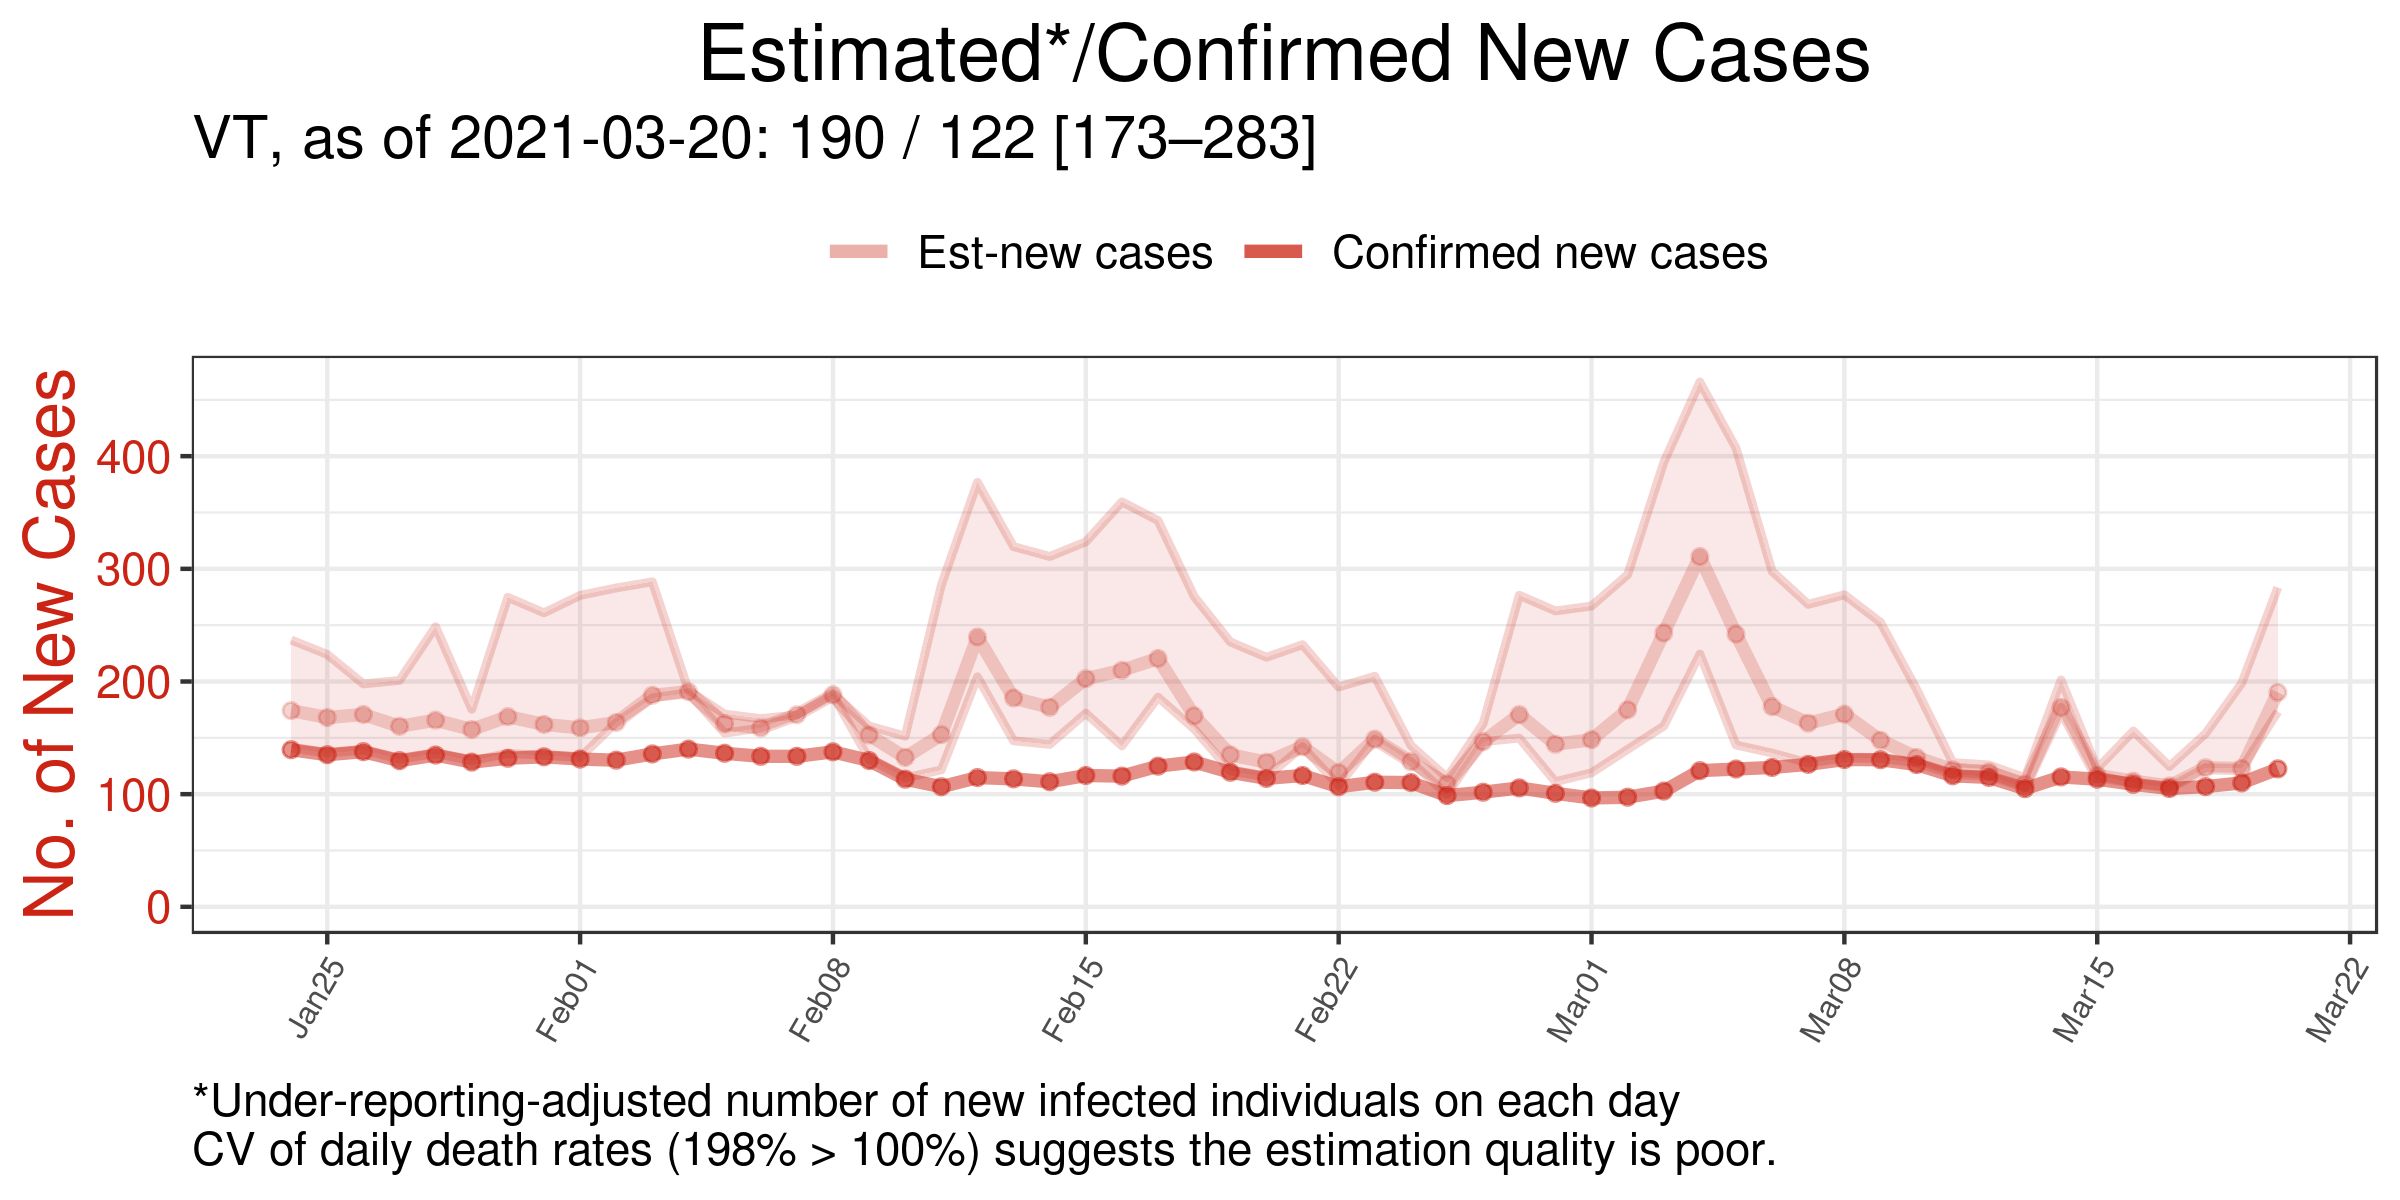 Estimated*/Confirmed New Cases
VT, as of 2021-03-20: 190 / 122 [173–283]
Est-new cases
Confirmed new cases
No. of New Cases
400
300
200
100
0
Jan25
Feb01
Feb08
Feb15
Feb22
Mar01
Mar08
Mar15
Mar22
*Under-reporting-adjusted number of new infected individuals on each day
CV of daily death rates (198% > 100%) suggests the estimation quality is poor.